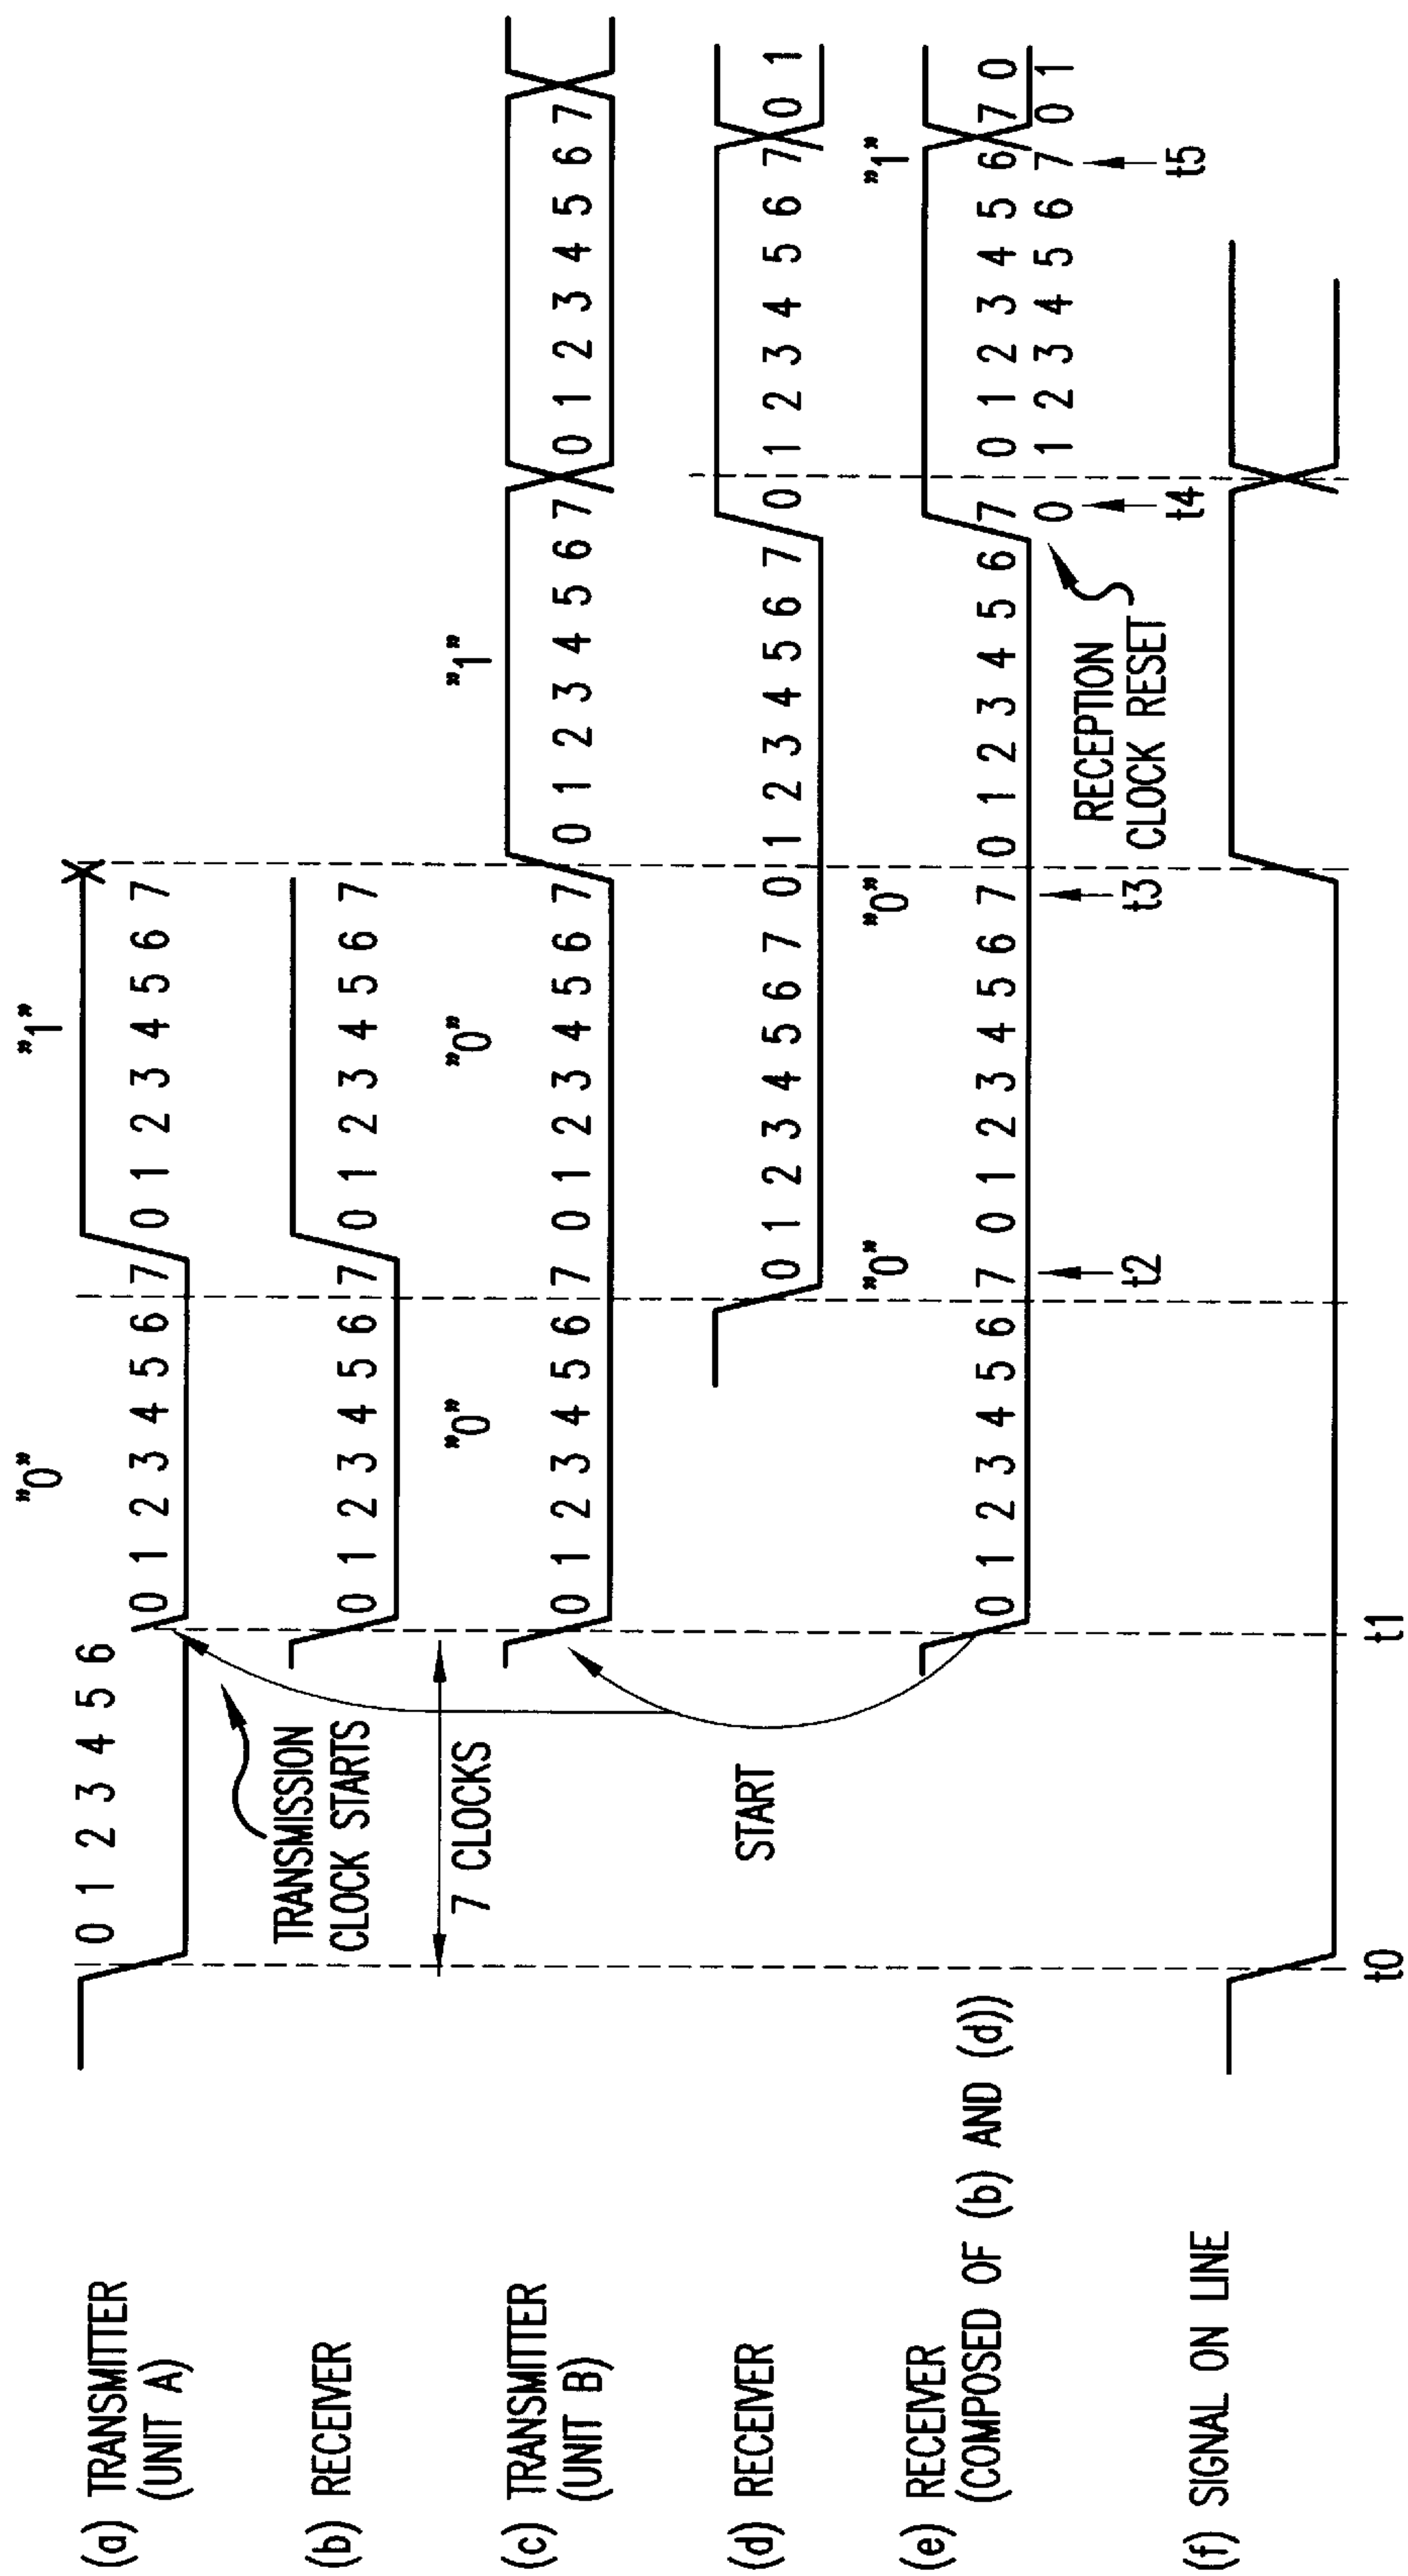 "0" "1"
(a) TRANSMITTER
(UNIT A)
0 1 2 3 4 5 6
0 1 2 3 4 5 6 7 0 1 2 3 4 5 6 7
TRANSMISSION
CLOCK STARTS
(b) RECEIVER
0 1 2 3 4 5 6 7 0 1 2 3 4 5 6 7
7 CLOCKS
"0" "0" "1"
(c) TRANSMITTER
(UNIT B)
0 1 2 3 4 5 6 7 0 1 2 3 4 5 6 7 0 1 2 3 4 5 6 7 0 1 2 3 4 5 6 7
START
(d) RECEIVER
0 1 2 3 4 5 6 7 0 1 2 3 4 5 6 7 0 1 2 3 4 5 6 7 0 1
"0" "0" "1"
(e) RECEIVER
(COMPOSED OF (b) AND (d))
0 1 2 3 4 5 6 7 0 1 2 3 4 5 6 7 0 1 2 3 4 5 6 7 0 1 2 3 4 5 6 7 0
0 1 2 3 4 5 6 7 0 1
RECEPTION
CLOCK RESET
t2 t3 t4 t5
(f) SIGNAL ON LINE
t0 t1